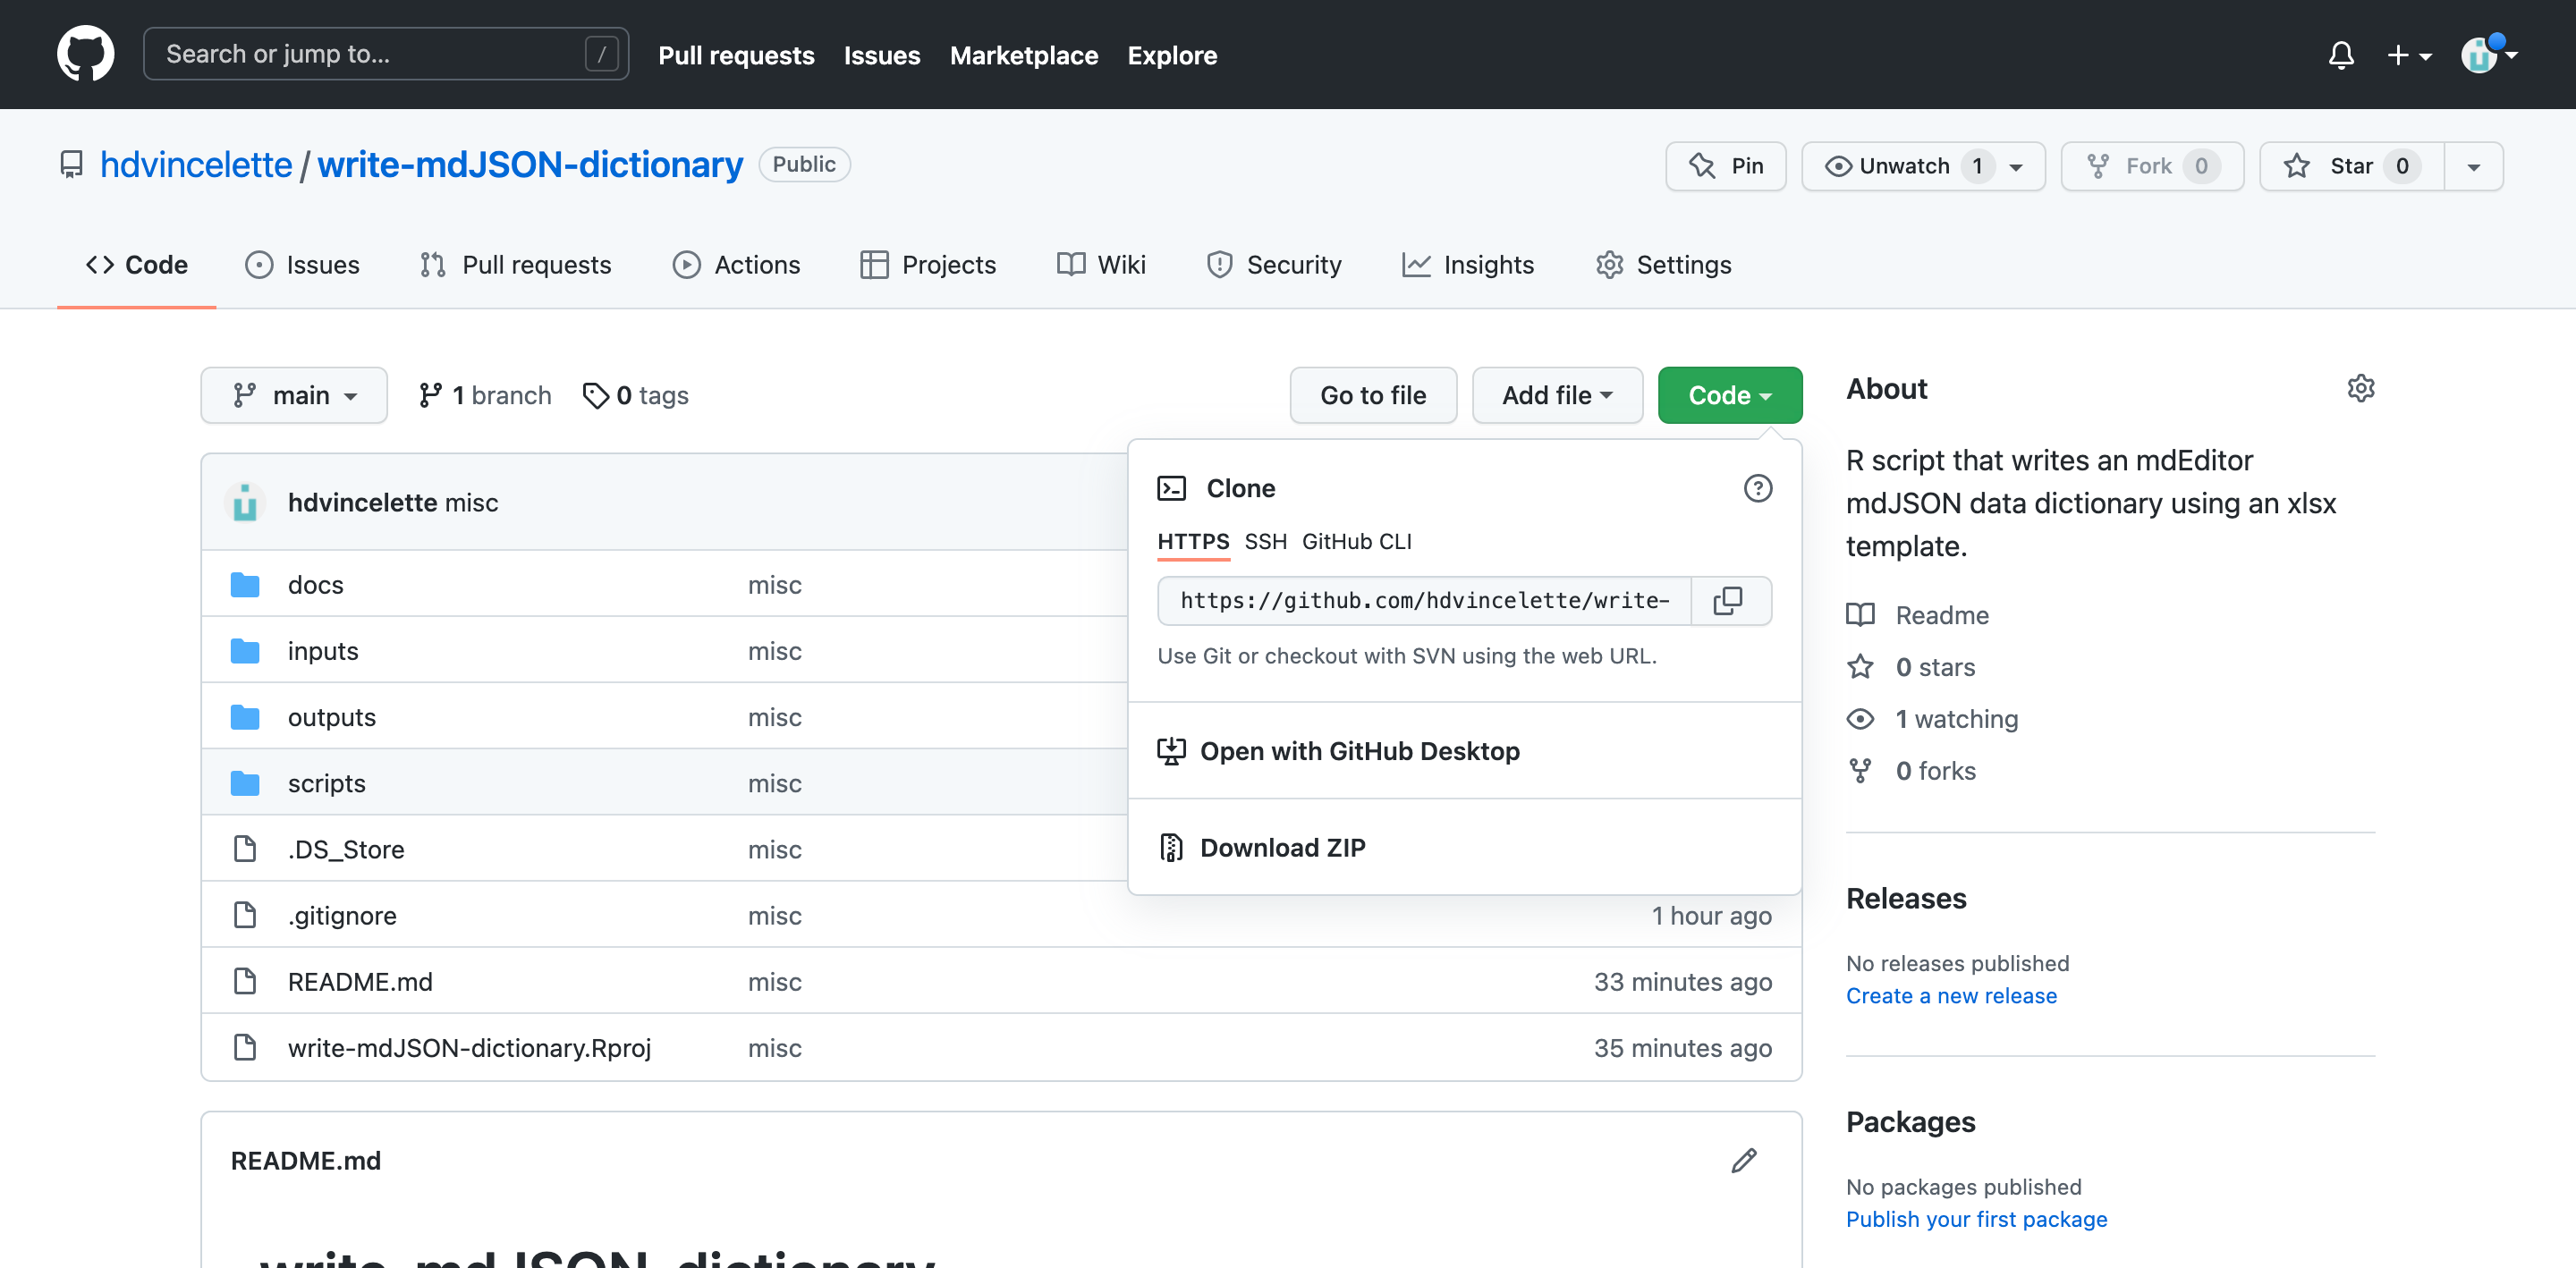 Search or jump to... /
Pull requests Issues Marketplace Explore
hdvincelette / write-mdJSON-dictionary Public
Pin Unwatch 1 Fork 0 Star 0
Code Issues Pull requests Actions Projects Wiki Security Insights Settings
main 1 branch 0 tags
Go to file Add file Code
hdvincelette misc
docs misc
inputs misc
outputs misc
scripts misc
.DS_Store misc
.gitignore misc 1 hour ago
README.md misc 33 minutes ago
write-mdJSON-dictionary.Rproj misc 35 minutes ago
Clone
HTTPS SSH GitHub CLI
https://github.com/hdvincelette/write-
Use Git or checkout with SVN using the web URL.
Open with GitHub Desktop
Download ZIP
README.md
write-mdJSON-dictionary
About
R script that writes an mdEditor
mdJSON data dictionary using an xlsx
template.
Readme
0 stars
1 watching
0 forks
Releases
No releases published
Create a new release
Packages
No packages published
Publish your first package